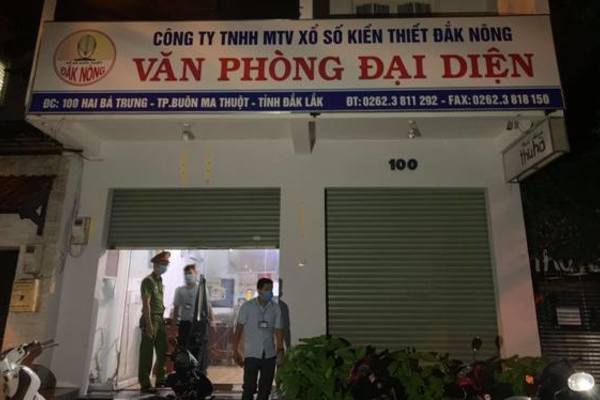 CÔNG TY TNHH MTV XỔ SỐ KIẾN THIẾT ĐẮK NÔNG
ĐẮK NÔNG
VĂN PHÒNG ĐẠI DIỆN
ĐC: 100 HAI BÀ TRƯNG - TP.BUÔN MA THUỘT - TỈNH ĐẮK LẮK
ĐT: 0262.3 811 292 - FAX: 0262.3 818 150
100
thuhà